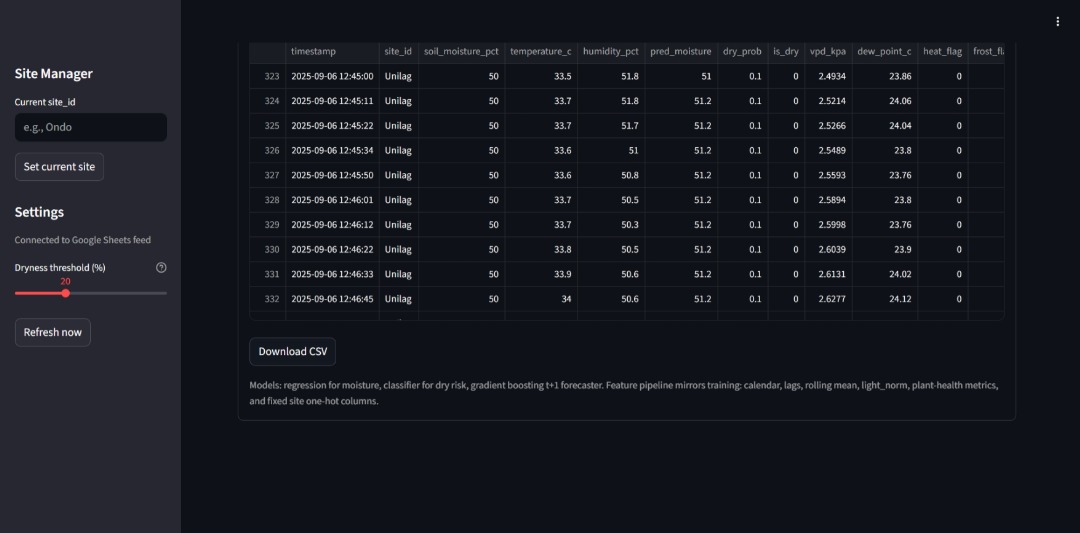 Site Manager
Current site_id
e.g., Ondo
Set current site
Settings
Connected to Google Sheets feed
Dryness threshold (%)
20
Refresh now
timestamp site_id soil_moisture_pct temperature_c humidity_pct pred_moisture dry_prob is_dry vpd_kpa dew_point_c heat_flag frost_fl
323 2025-09-06 12:45:00 Unilag 50 33.5 51.8 51 0.1 0 2.4934 23.86 0
324 2025-09-06 12:45:11 Unilag 50 33.7 51.8 51.2 0.1 0 2.5214 24.06 0
325 2025-09-06 12:45:22 Unilag 50 33.7 51.7 51.2 0.1 0 2.5266 24.04 0
326 2025-09-06 12:45:34 Unilag 50 33.6 51 51.2 0.1 0 2.5489 23.8 0
327 2025-09-06 12:45:50 Unilag 50 33.6 50.8 51.2 0.1 0 2.5593 23.76 0
328 2025-09-06 12:46:01 Unilag 50 33.7 50.5 51.2 0.1 0 2.5894 23.8 0
329 2025-09-06 12:46:12 Unilag 50 33.7 50.3 51.2 0.1 0 2.5998 23.76 0
330 2025-09-06 12:46:22 Unilag 50 33.8 50.5 51.2 0.1 0 2.6039 23.9 0
331 2025-09-06 12:46:33 Unilag 50 33.9 50.6 51.2 0.1 0 2.6131 24.02 0
332 2025-09-06 12:46:45 Unilag 50 34 50.6 51.2 0.1 0 2.6277 24.12 0
Download CSV
Models: regression for moisture, classifier for dry risk, gradient boosting t+1 forecaster. Feature pipeline mirrors training: calendar, lags, rolling mean, light_norm, plant-health metrics,
and fixed site one-hot columns.